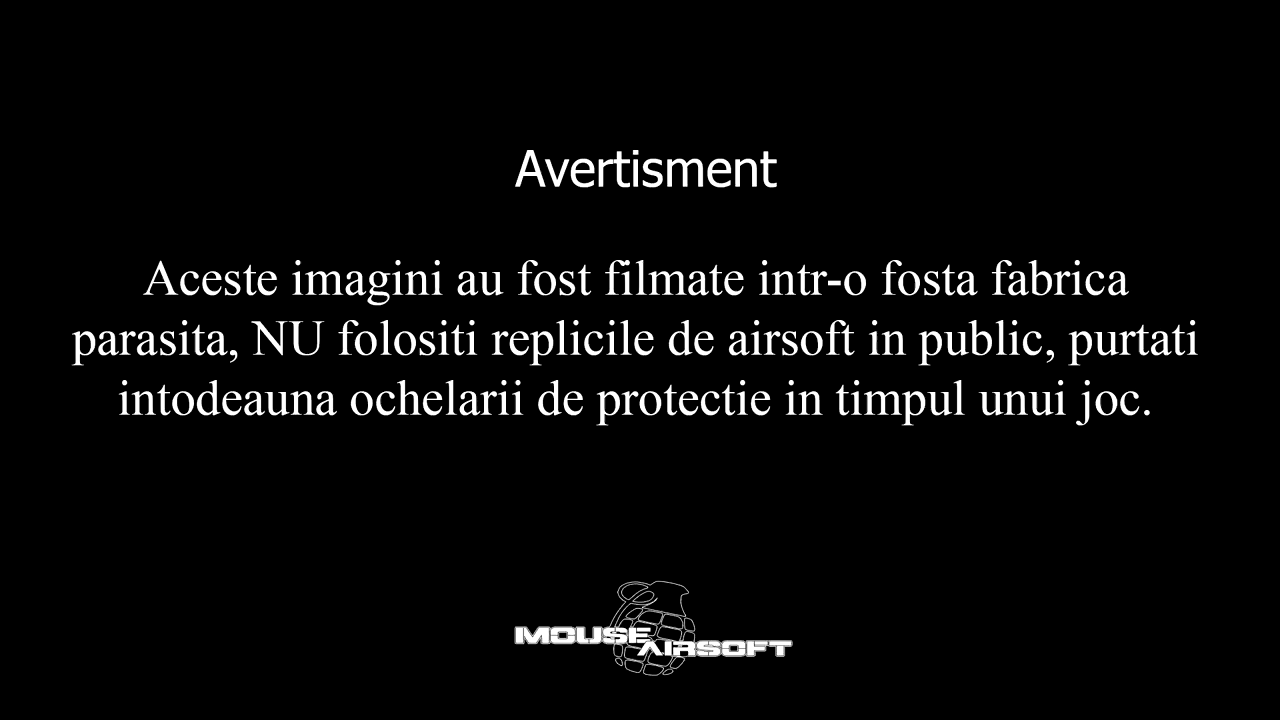 Avertisment
Aceste imagini au fost filmate intr-o fosta fabrica
parasita, NU folositi replicile de airsoft in public, purtati
intodeauna ochelarii de protectie in timpul unui joc.
MOUSE
AIRSOFT